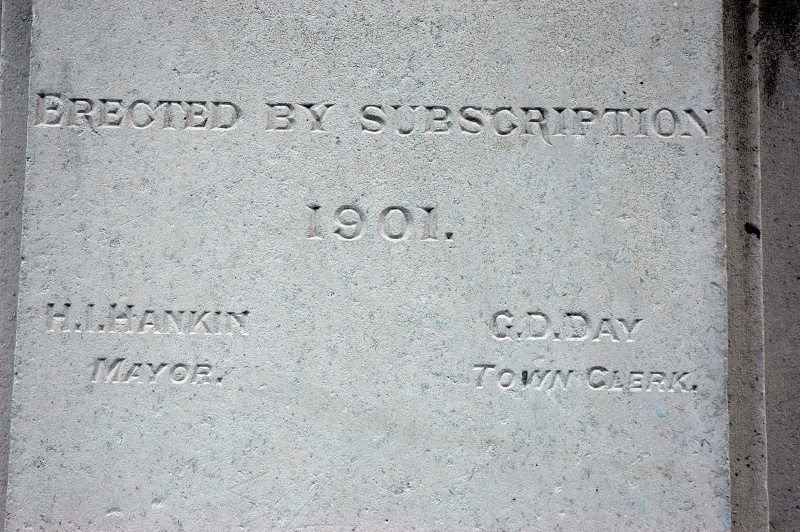 ERECTED BY SUBSCRIPTION
1901.
H.I.HANKIN G.D.DAY
MAYOR. TOWN CLERK.